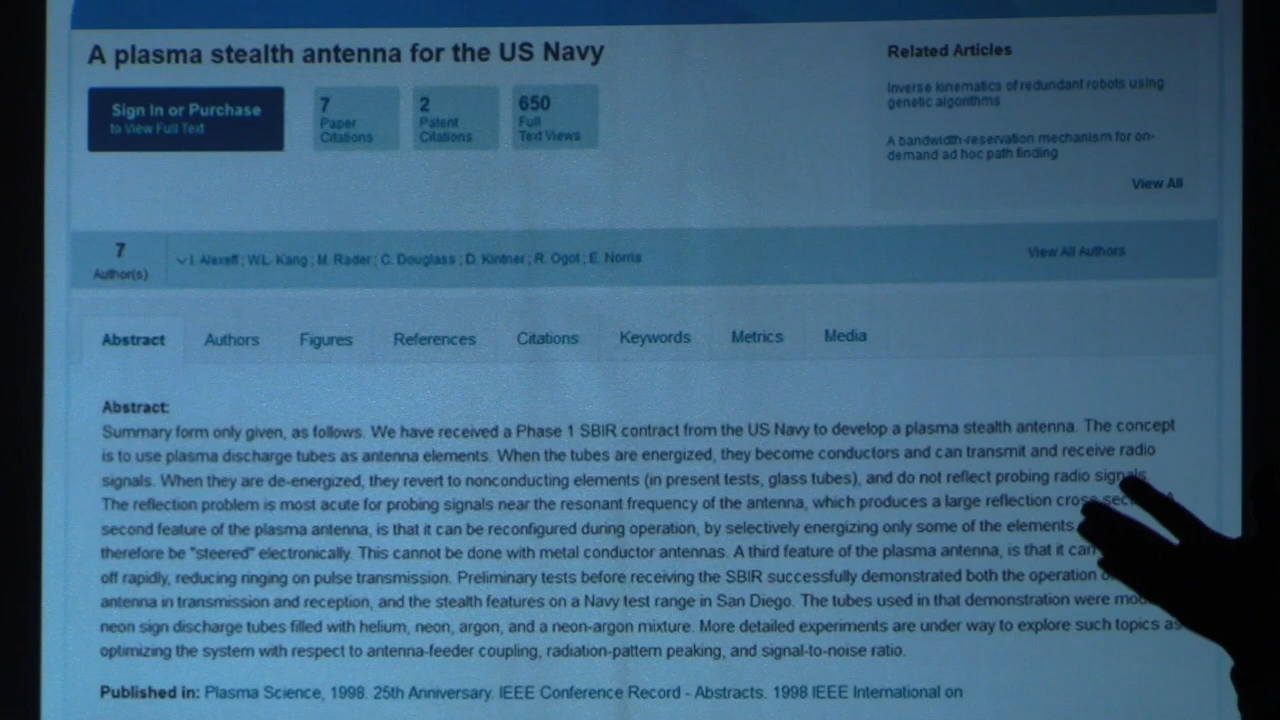 A plasma stealth antenna for the US Navy
Sign In or Purchase
to View Full Text
7
Paper
Citations
2
Patent
Citations
650
Full
Text Views
Related Articles
Inverse kinematics of redundant robots using
genetic algorithms
A bandwidth-reservation mechanism for on-
demand ad hoc path finding
View All
7
Author(s)
I. Alexeff ; W.L. Kang ; M. Rader ; C. Douglass ; D. Kintner ; R. Ogot ; E. Norris
View All Authors
Abstract Authors Figures References Citations Keywords Metrics Media
Abstract:
Summary form only given, as follows. We have received a Phase 1 SBIR contract from the US Navy to develop a plasma stealth antenna. The concept
is to use plasma discharge tubes as antenna elements. When the tubes are energized, they become conductors and can transmit and receive radio
signals. When they are de-energized, they revert to nonconducting elements (in present tests, glass tubes), and do not reflect probing radio signals.
The reflection problem is most acute for probing signals near the resonant frequency of the antenna, which produces a large reflection cross
second feature of the plasma antenna, is that it can be reconfigured during operation, by selectively energizing only some of the elements.
therefore be "steered" electronically. This cannot be done with metal conductor antennas. A third feature of the plasma antenna, is that it can
off rapidly, reducing ringing on pulse transmission. Preliminary tests before receiving the SBIR successfully demonstrated both the operation
antenna in transmission and reception, and the stealth features on a Navy test range in San Diego. The tubes used in that demonstration were
neon sign discharge tubes filled with helium, neon, argon, and a neon-argon mixture. More detailed experiments are under way to explore such topics as
optimizing the system with respect to antenna-feeder coupling, radiation-pattern peaking, and signal-to-noise ratio.
Published in: Plasma Science, 1998. 25th Anniversary. IEEE Conference Record - Abstracts. 1998 IEEE International on